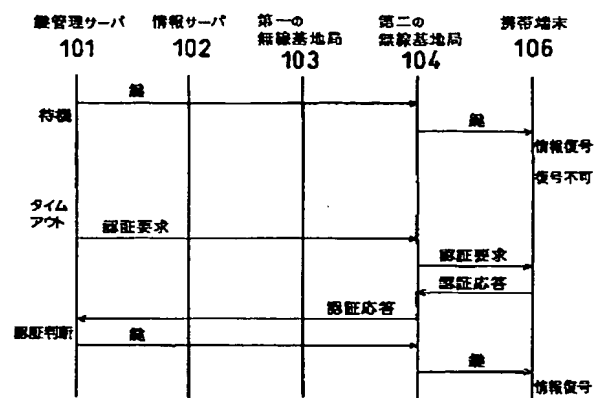 鍵管理サーバ
101
情報サーバ
102
第一の
無線基地局
103
第二の
無線基地局
104
携帯端末
106
鍵
待機
鍵
情報復号
復号不可
タイム
アウト
認証要求
認証要求
認証応答
認証応答
認証判断
鍵
鍵
情報復号